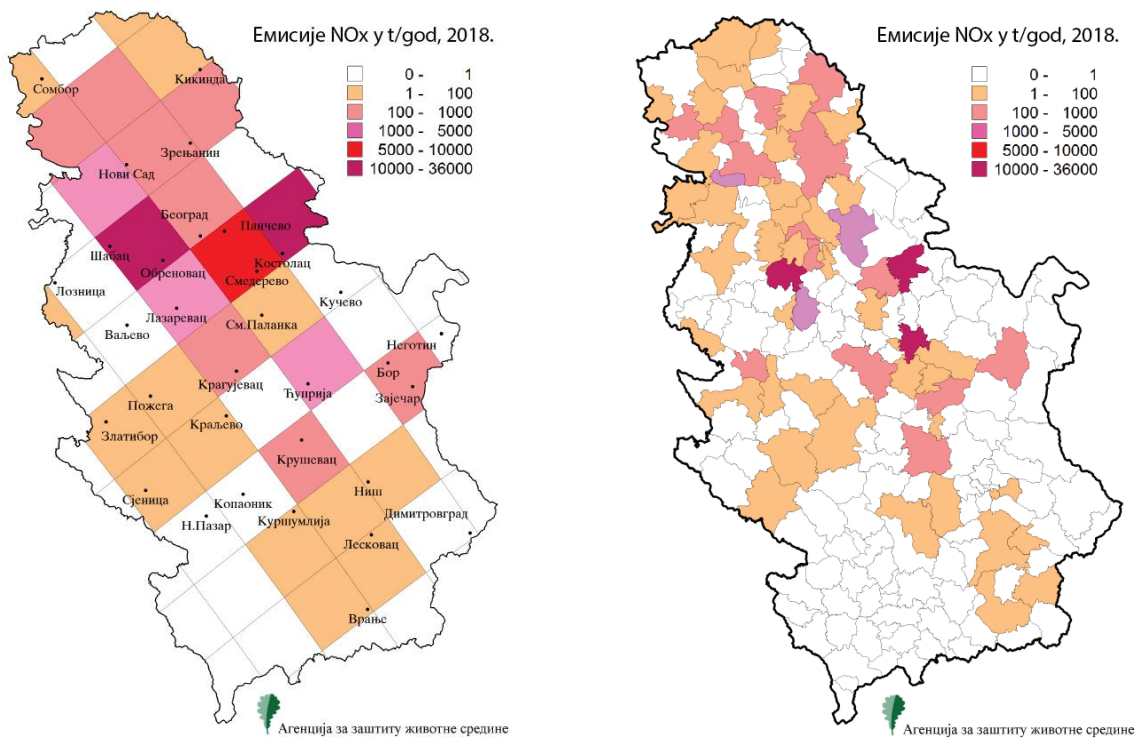 Емисије NOx у t/god, 2018.
0 - 1
1 - 100
100 - 1000
1000 - 5000
5000 - 10000
10000 - 36000
Сомбор
Кикинда
Зрењанин
Нови Сад
Београд
Панчево
Шабац
Обреновац
Костолац
Смедерево
Лозница
Лазаревац
Кучево
Ваљево
См.Паланка
Неготин
Бор
Крагујевац
Ћуприја
Зајечар
Пожега
Златибор
Краљево
Крушевац
Сјеница
Копаоник
Ниш
Н.Пазар
Куршумлија
Димитровград
Лесковац
Врање
Агенција за заштиту животне средине
Емисије NOx у t/god, 2018.
0 - 1
1 - 100
100 - 1000
1000 - 5000
5000 - 10000
10000 - 36000
Агенција за заштиту животне средине